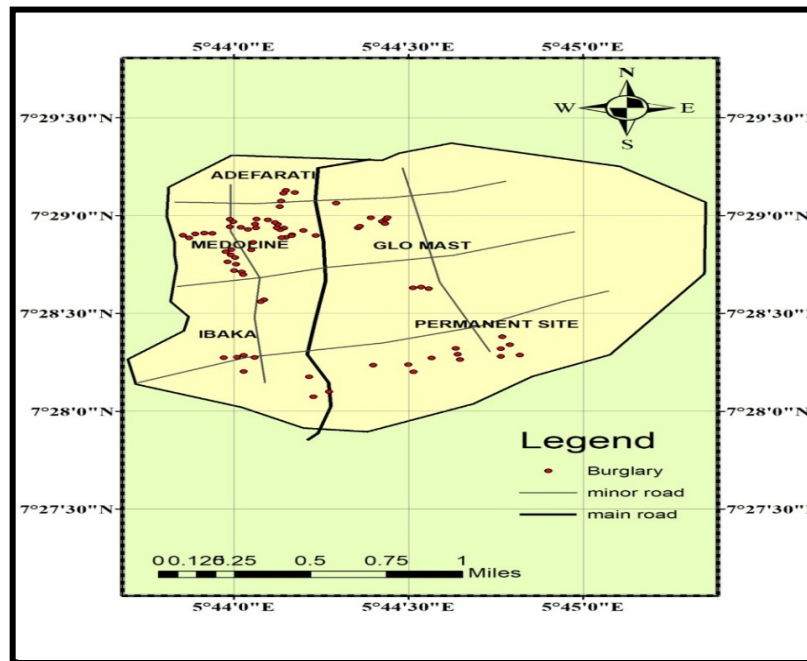 5°44'0"E 5°44'30"E 5°45'0"E
N
W E
S
7°29'30"N 7°29'30"N
ADEFARATI
7°29'0"N 7°29'0"N
MEDOLINE GLO MAST
7°28'30"N 7°28'30"N
IBAKA PERMANENT SITE
7°28'0"N 7°28'0"N
Legend
Burglary
minor road
7°27'30"N main road 7°27'30"N
0 0.125 0.25 0.5 0.75 1
Miles
5°44'0"E 5°44'30"E 5°45'0"E